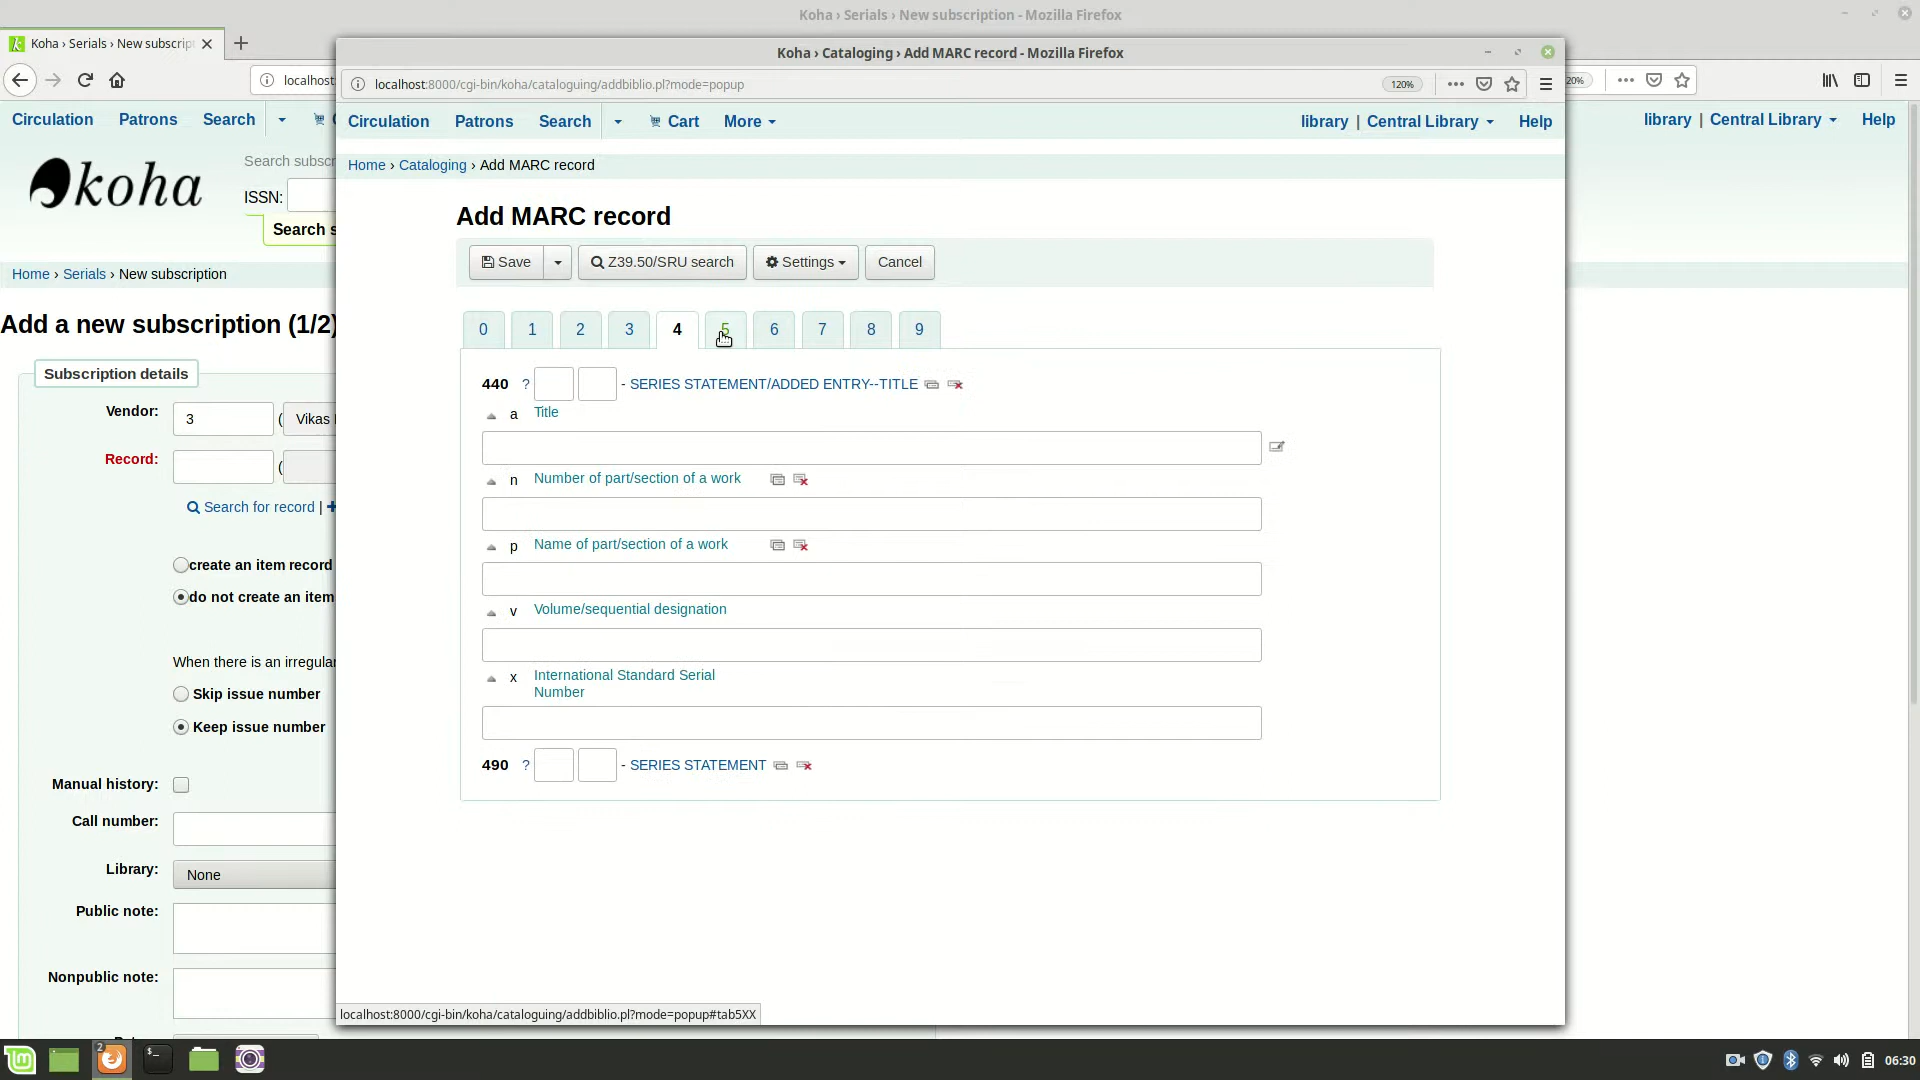 Koha › Serials › New subscription - Mozilla Firefox
Koha › Serials › New subscrip
localhost:
20%
Circulation
Patrons
Search
library | Central Library
Help
koha
Search subscr
ISSN:
Search s
Home › Serials › New subscription
Add a new subscription (1/2)
Subscription details
Vendor:
3
( Vikas
Record:
(
Search for record |
create an item record
do not create an item
When there is an irregular
Skip issue number
Keep issue number
Manual history:
Call number:
Library:
None
Public note:
Nonpublic note:
Koha › Cataloging › Add MARC record - Mozilla Firefox
localhost:8000/cgi-bin/koha/cataloguing/addbiblio.pl?mode=popup
120%
Circulation
Patrons
Search
Cart
More
library | Central Library
Help
Home › Cataloging › Add MARC record
Add MARC record
Save
Z39.50/SRU search
Settings
Cancel
0 1 2 3 4 5 6 7 8 9
440 ? - SERIES STATEMENT/ADDED ENTRY--TITLE
a Title
n Number of part/section of a work
p Name of part/section of a work
v Volume/sequential designation
x International Standard Serial
Number
490 ? - SERIES STATEMENT
localhost:8000/cgi-bin/koha/cataloguing/addbiblio.pl?mode=popup#tab5XX
2
06:30